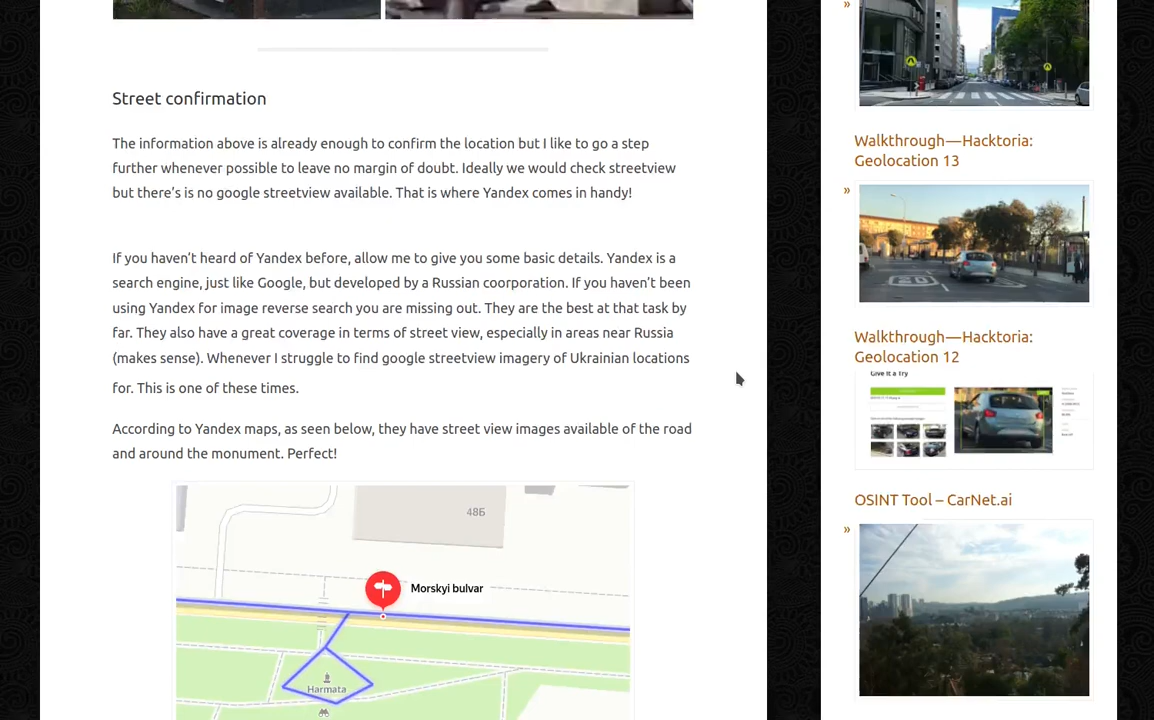 Street confirmation
The information above is already enough to confirm the location but I like to go a step
further whenever possible to leave no margin of doubt. Ideally we would check streetview
but there's is no google streetview available. That is where Yandex comes in handy!
If you haven't heard of Yandex before, allow me to give you some basic details. Yandex is a
search engine, just like Google, but developed by a Russian coorporation. If you haven't been
using Yandex for image reverse search you are missing out. They are the best at that task by
far. They also have a great coverage in terms of street view, especially in areas near Russia
(makes sense). Whenever I struggle to find google streetview imagery of Ukrainian locations
for. This is one of these times.
According to Yandex maps, as seen below, they have street view images available of the road
and around the monument. Perfect!
48Б
Morskyi bulvar
Harmata
»
Walkthrough—Hacktoria:
Geolocation 13
»
20
Walkthrough—Hacktoria:
Geolocation 12
Give It a Try
OSINT Tool – CarNet.ai
»